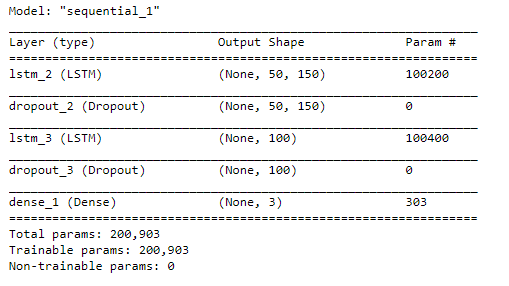 Model: "sequential_1"
_________________________________________________________________
Layer (type)                 Output Shape              Param #
=================================================================
lstm_2 (LSTM)                (None, 50, 150)           100200
_________________________________________________________________
dropout_2 (Dropout)          (None, 50, 150)           0
_________________________________________________________________
lstm_3 (LSTM)                (None, 100)               100400
_________________________________________________________________
dropout_3 (Dropout)          (None, 100)               0
_________________________________________________________________
dense_1 (Dense)              (None, 3)                 303
=================================================================
Total params: 200,903
Trainable params: 200,903
Non-trainable params: 0